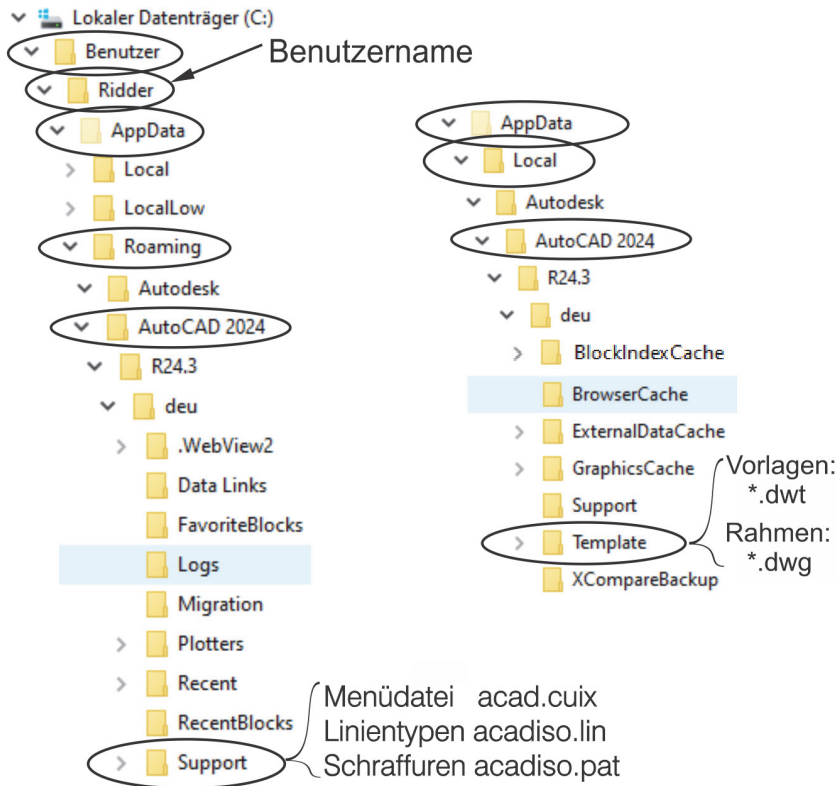 Lokaler Datenträger (C:)
Benutzer
Benutzername
Ridder
AppData
Local
LocalLow
Roaming
Autodesk
AutoCAD 2024
R24.3
deu
.WebView2
Data Links
FavoriteBlocks
Logs
Migration
Plotters
Recent
RecentBlocks
Support
Menüdatei acad.cuix
Linientypen acadiso.lin
Schraffuren acadiso.pat
AppData
Local
Autodesk
AutoCAD 2024
R24.3
deu
BlockIndexCache
BrowserCache
ExternalDataCache
GraphicsCache
Support
Template
XCompareBackup
Vorlagen:
*.dwt
Rahmen:
*.dwg